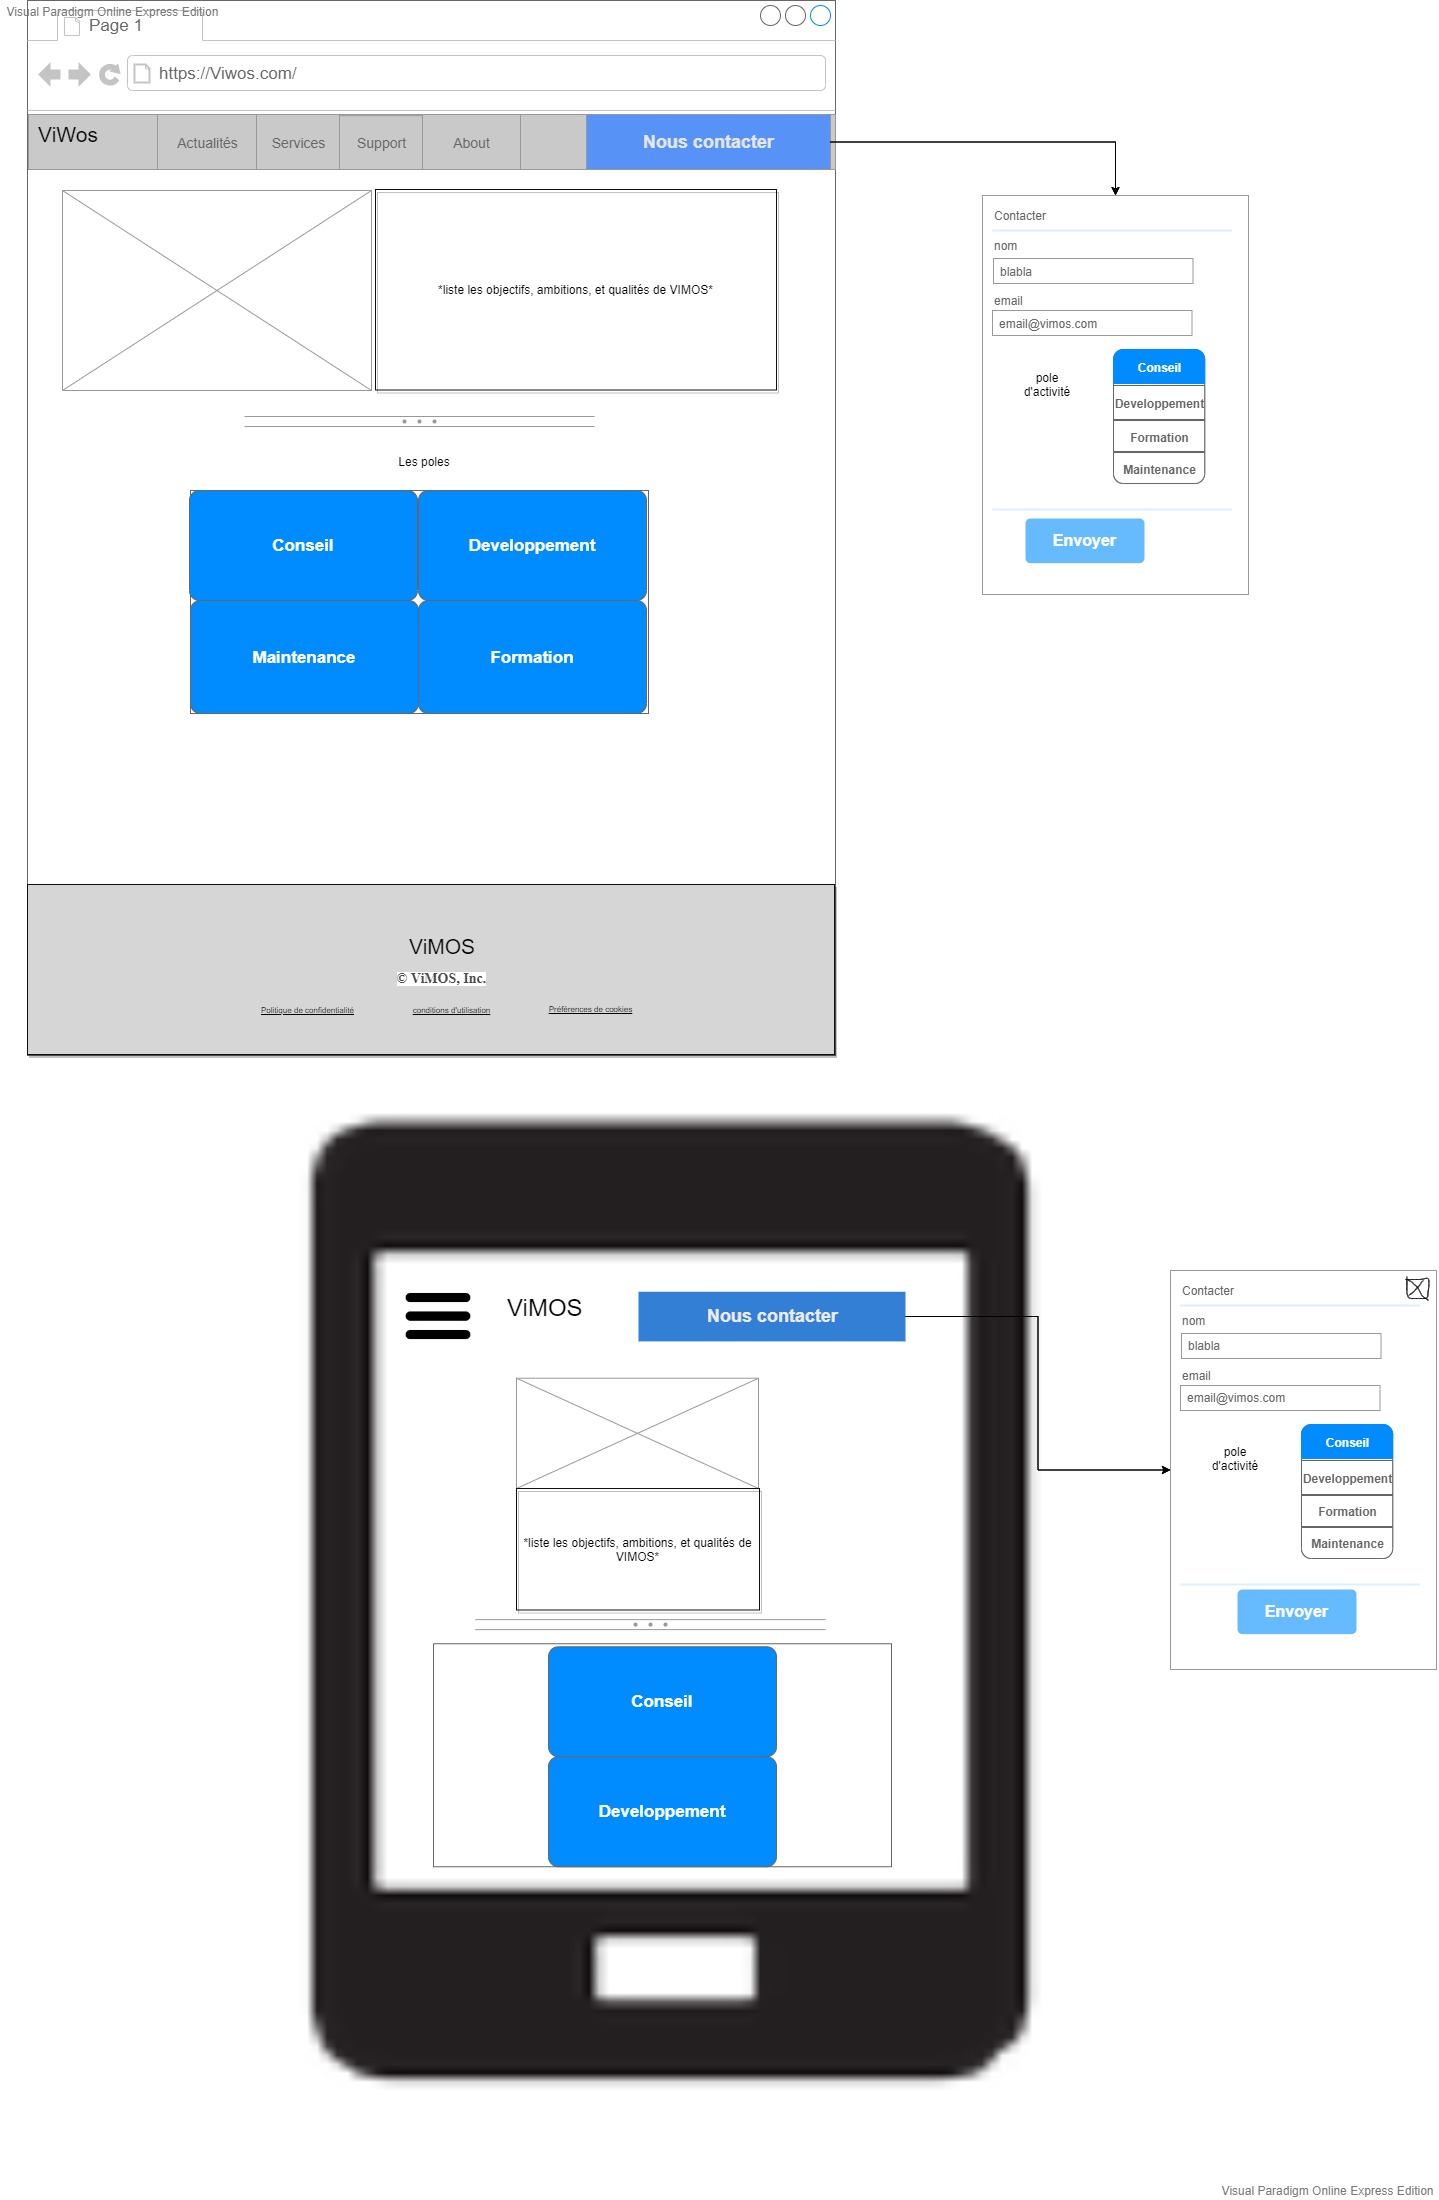 Visual Paradigm Online Express Edition
Page 1
https://Viwos.com/
ViWos
Actualités
Services
Support
About
Nous contacter
*liste les objectifs, ambitions, et qualités de VIMOS*
Les poles
Conseil
Developpement
Maintenance
Formation
ViMOS
© ViMOS, Inc.
Politique de confidentialité
conditions d'utilisation
Préférences de cookies
Contacter
nom
blabla
email
email@vimos.com
pole
d'activité
Conseil
Developpement
Formation
Maintenance
Envoyer
ViMOS
Nous contacter
*liste les objectifs, ambitions, et qualités de
VIMOS*
Conseil
Developpement
Contacter
nom
blabla
email
email@vimos.com
pole
d'activité
Conseil
Developpement
Formation
Maintenance
Envoyer
Visual Paradigm Online Express Edition